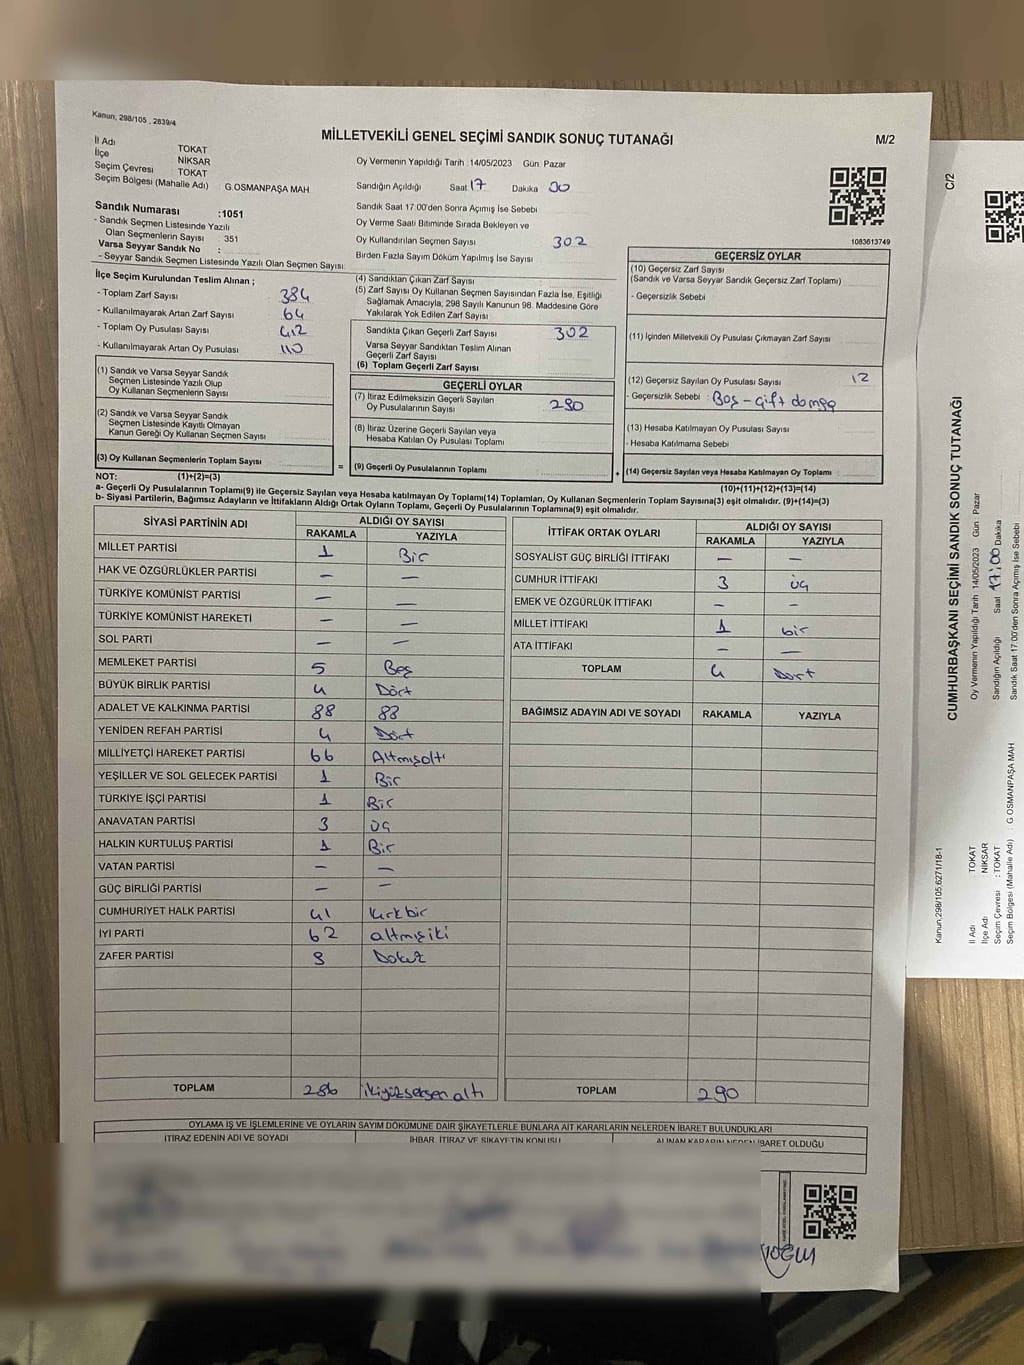 Kanun; 298/105 , 2839/4
MİLLETVEKİLİ GENEL SEÇİMİ SANDIK SONUÇ TUTANAĞI
M/2
İl Adı TOKAT
İlçe NİKSAR
Seçim Çevresi TOKAT
Seçim Bölgesi (Mahalle Adı) : G.OSMANPAŞA MAH
Oy Vermenin Yapıldığı Tarih :14/05/2023 Gün: Pazar
Sandığın Açıldığı Saat 17 Dakika 00
Sandık Saat 17:00'den Sonra Açımış İse Sebebi
Oy Verme Saati Bitiminde Sırada Bekleyen ve
Oy Kullandırılan Seçmen Sayısı 302
Birden Fazla Sayım Döküm Yapılmış İse Sayısı
Sandık Numarası :1051
- Sandık Seçmen Listesinde Yazılı
Olan Seçmenlerin Sayısı : 351
Varsa Seyyar Sandık No :
- Seyyar Sandık Seçmen Listesinde Yazılı Olan Seçmen Sayısı:
İlçe Seçim Kurulundan Teslim Alınan ;
- Toplam Zarf Sayısı 384
- Kullanılmayarak Artan Zarf Sayısı 64
- Toplam Oy Pusulası Sayısı 412
- Kullanılmayarak Artan Oy Pusulası 110
(1) Sandık ve Varsa Seyyar Sandık
Seçmen Listesinde Yazılı Olup
Oy Kullanan Seçmenlerin Sayısı
(2) Sandık ve Varsa Seyyar Sandık
Seçmen Listesinde Kayıtlı Olmayan
Kanun Gereği Oy Kullanan Seçmen Sayısı
(3) Oy Kullanan Seçmenlerin Toplam Sayısı
(4) Sandıklan Çıkan Zarf Sayısı
(5) Zarf Sayısı Oy Kullanan Seçmen Sayısından Fazla İse, Eşitliği
Sağlamak Amacıyla, 298 Sayılı Kanunun 98. Maddesine Göre
Yakılarak Yok Edilen Zarf Sayısı
Sandıkta Çıkan Geçerli Zarf Sayısı 302
Varsa Seyyar Sandıktan Teslim Alınan
Geçerli Zarf Sayısı
(6) Toplam Geçerli Zarf Sayısı
GEÇERLİ OYLAR
(7) İtiraz Edilmeksizin Geçerli Sayılan
Oy Pusulalarının Sayısı 290
(8) İtiraz Üzerine Geçerli Sayılan veya
Hesaba Katılan Oy Pusulası Toplamı
= (9) Geçerli Oy Pusulalarının Toplamı
1083613749
GEÇERSİZ OYLAR
(10) Geçersiz Zarf Sayısı
(Sandık ve Varsa Seyyar Sandık Geçersiz Zarf Toplamı)
- Geçersizlik Sebebi
(11) İçinden Milletvekili Oy Pusulası Çıkmayan Zarf Sayısı
(12) Geçersiz Sayılan Oy Pusulası Sayısı 12
- Geçersizlik Sebebi : Boş - çift damga
(13) Hesaba Katılmayan Oy Pusulası Sayısı
- Hesaba Katılmama Sebebi
+ (14) Geçersiz Sayılan veya Hesaba Katılmayan Oy Toplamı
NOT: (1)+(2)=(3)
(10)+(11)+(12)+(13)=(14)
a- Geçerli Oy Pusulalarının Toplamı(9) ile Geçersiz Sayılan veya Hesaba katılmayan Oy Toplamı(14) Toplamları, Oy Kullanan Seçmenlerin Toplam Sayısına(3) eşit olmalıdır. (9)+(14)=(3)
b- Siyasi Partilerin, Bağımsız Adayların ve İttifakların Aldığı Ortak Oyların Toplamı, Geçerli Oy Pusulalarının Toplamına(9) eşit olmalıdır.
SİYASİ PARTİNİN ADI ALDIĞI OY SAYISI
RAKAMLA YAZIYLA
MİLLET PARTİSİ 1 Bir
HAK VE ÖZGÜRLÜKLER PARTİSİ — —
TÜRKİYE KOMÜNİST PARTİSİ — —
TÜRKİYE KOMÜNİST HAREKETİ — —
SOL PARTİ — —
MEMLEKET PARTİSİ 5 Beş
BÜYÜK BİRLİK PARTİSİ 4 Dört
ADALET VE KALKINMA PARTİSİ 88 88
YENİDEN REFAH PARTİSİ 4 Dört
MİLLİYETÇİ HAREKET PARTİSİ 66 Altmışaltı
YEŞİLLER VE SOL GELECEK PARTİSİ 1 Bir
TÜRKİYE İŞÇİ PARTİSİ 1 Bir
ANAVATAN PARTİSİ 3 üç
HALKIN KURTULUŞ PARTİSİ 1 Bir
VATAN PARTİSİ — —
GÜÇ BİRLİĞİ PARTİSİ — —
CUMHURİYET HALK PARTİSİ 41 kırkbir
İYİ PARTİ 62 altmışiki
ZAFER PARTİSİ 9 Dokuz
TOPLAM 286 ikiyüzseksen altı
İTTİFAK ORTAK OYLARI ALDIĞI OY SAYISI
RAKAMLA YAZIYLA
SOSYALİST GÜÇ BİRLİĞİ İTTİFAKI — —
CUMHUR İTTİFAKI 3 üç
EMEK VE ÖZGÜRLÜK İTTİFAKI — —
MİLLET İTTİFAKI 1 bir
ATA İTTİFAKI — —
TOPLAM 4 Dört
BAĞIMSIZ ADAYIN ADI VE SOYADI RAKAMLA YAZIYLA
TOPLAM 290
OYLAMA İŞ VE İŞLEMLERİNE VE OYLARIN SAYIM DÖKÜMÜNE DAİR ŞİKAYETLERLE BUNLARA AİT KARARLARIN NELERDEN İBARET BULUNDUKLARI
İTİRAZ EDENİN ADI VE SOYADI İHBAR, İTİRAZ VE ŞİKAYETİN KONUSU ALINAN KARARIN NEDEN İBARET OLDUĞU
C/2
CUMHURBAŞKANI SEÇİMİ SANDIK SONUÇ TUTANAĞI
Kanun;298/105;6271/18-1
İl Adı TOKAT
İlçe Adı NİKSAR
Seçim Çevresi : TOKAT
Seçim Bölgesi (Mahalle Adı) : G.OSMANPAŞA MAH
Oy Vermenin Yapıldığı Tarih :14/05/2023 Gün : Pazar
Sandığın Açıldığı Saat 17:00 Dakika
Sandık Saat 17:00'den Sonra Açımış İse Sebebi